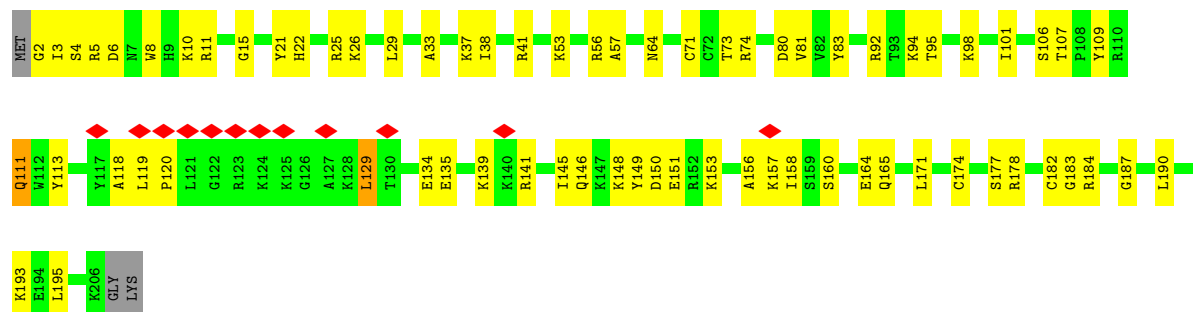 MET G2 I3 S4 R5 D6 N7 W8 H9 K10 R11 G15 Y21 H22 R25 K26 L29 A33 K37 I38 R41 K53 R56 A57 N64 C71 C72 T73 R74 D80 V81 V82 Y83 R92 T93 K94 T95 K98 I101 S106 T107 P108 Y109 R110
Q111 W112 Y113 Y117 A118 L119 P120 L121 G122 R123 K124 K125 G126 A127 K128 L129 T130 E134 E135 K139 K140 R141 I145 Q146 K147 K148 Y149 D150 E151 R152 K153 A156 K157 I158 S159 S160 E164 Q165 L171 C174 S177 R178 C182 G183 R184 G187 L190
K193 E194 L195 K206 GLY LYS